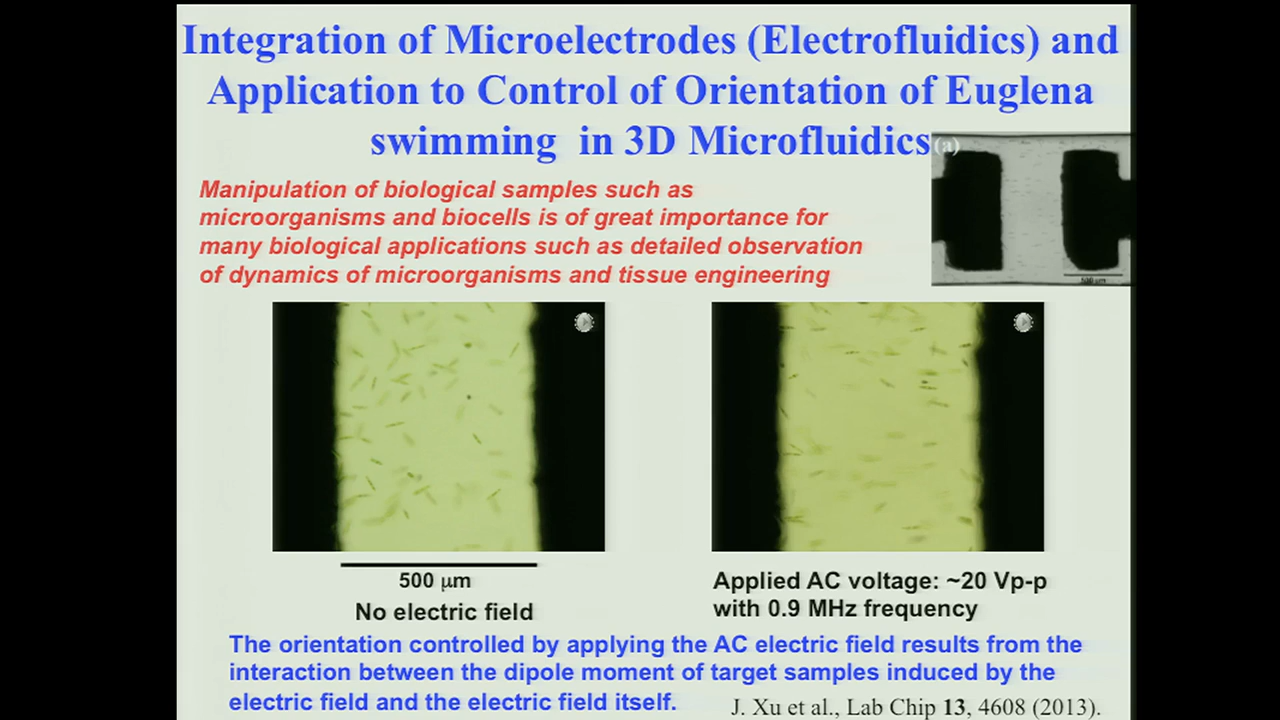 Integration of Microelectrodes (Electrofluidics) and
Application to Control of Orientation of Euglena
swimming in 3D Microfluidics
(a)
Manipulation of biological samples such as
microorganisms and biocells is of great importance for
many biological applications such as detailed observation
of dynamics of microorganisms and tissue engineering
500 μm
500 μm
No electric field
Applied AC voltage: ~20 Vp-p
with 0.9 MHz frequency
The orientation controlled by applying the AC electric field results from the
interaction between the dipole moment of target samples induced by the
electric field and the electric field itself.
J. Xu et al., Lab Chip 13, 4608 (2013).